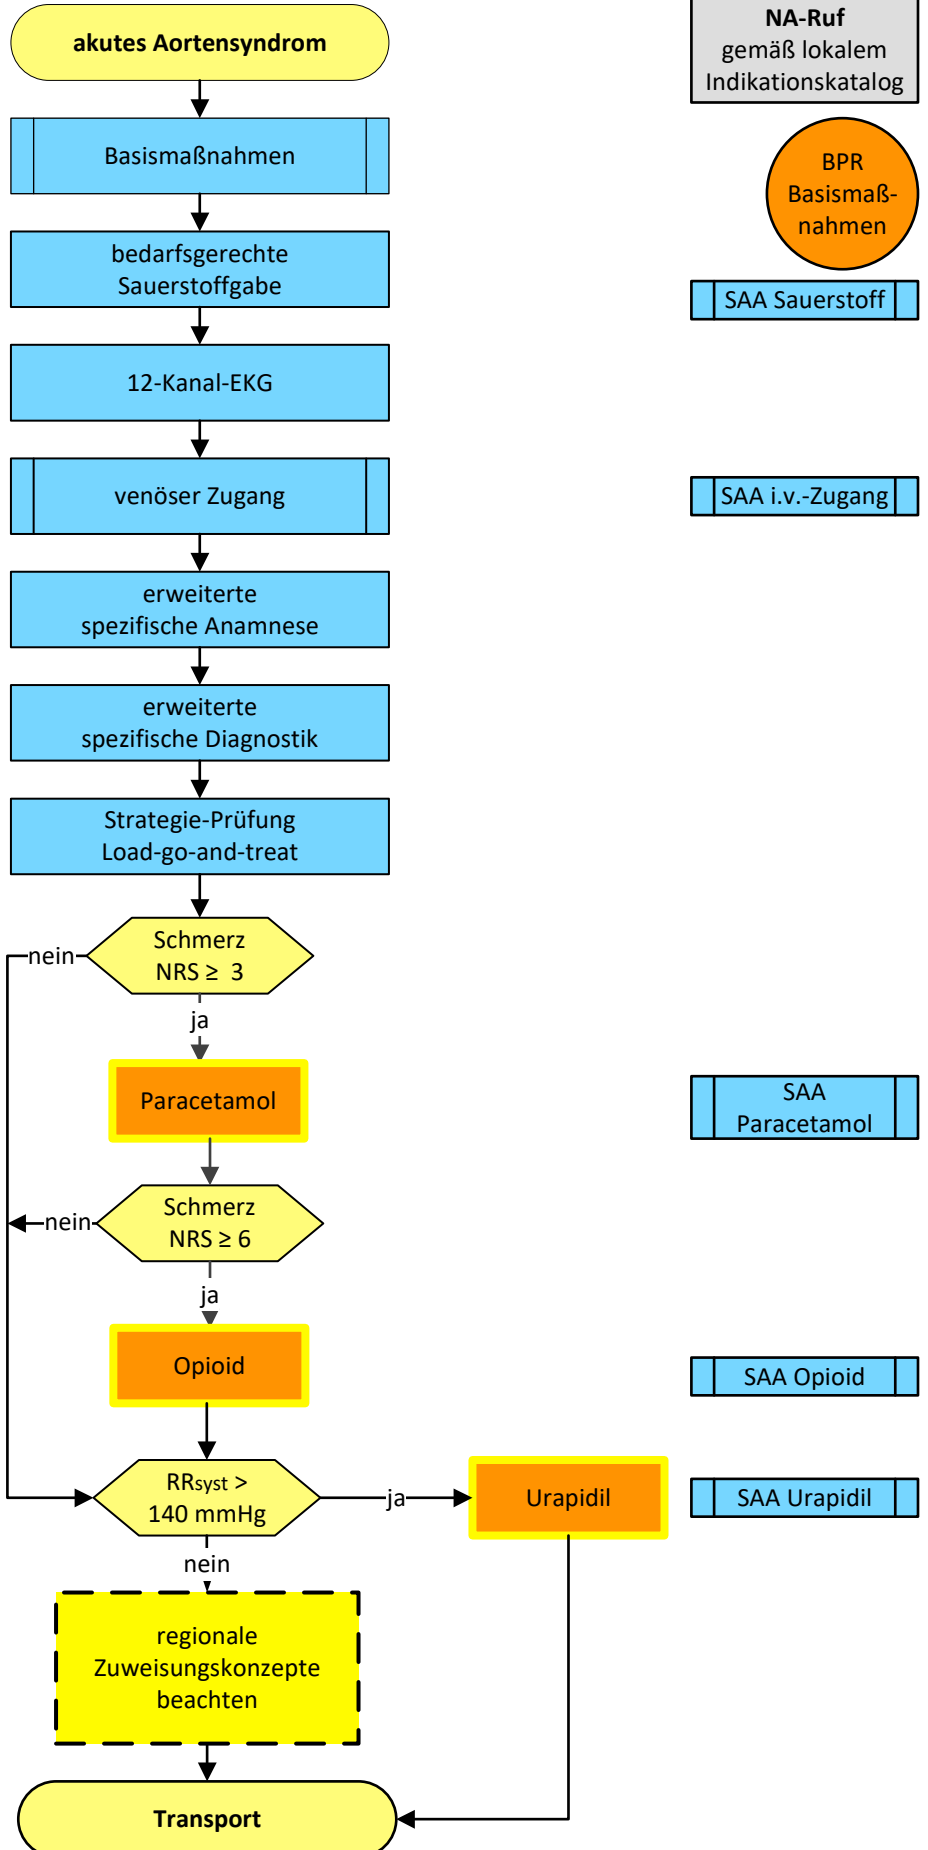 akutes Aortensyndrom
NA-Ruf
gemäß lokalem
Indikationskatalog
Basismaßnahmen
BPR
Basismaß-
nahmen
bedarfsgerechte
Sauerstoffgabe
SAA Sauerstoff
12-Kanal-EKG
venöser Zugang
SAA i.v.-Zugang
erweiterte
spezifische Anamnese
erweiterte
spezifische Diagnostik
Strategie-Prüfung
Load-go-and-treat
Schmerz
NRS ≥ 3
nein
ja
Paracetamol
SAA
Paracetamol
Schmerz
NRS ≥ 6
nein
ja
Opioid
SAA Opioid
RRsyst >
140 mmHg
ja
Urapidil
SAA Urapidil
nein
regionale
Zuweisungskonzepte
beachten
Transport